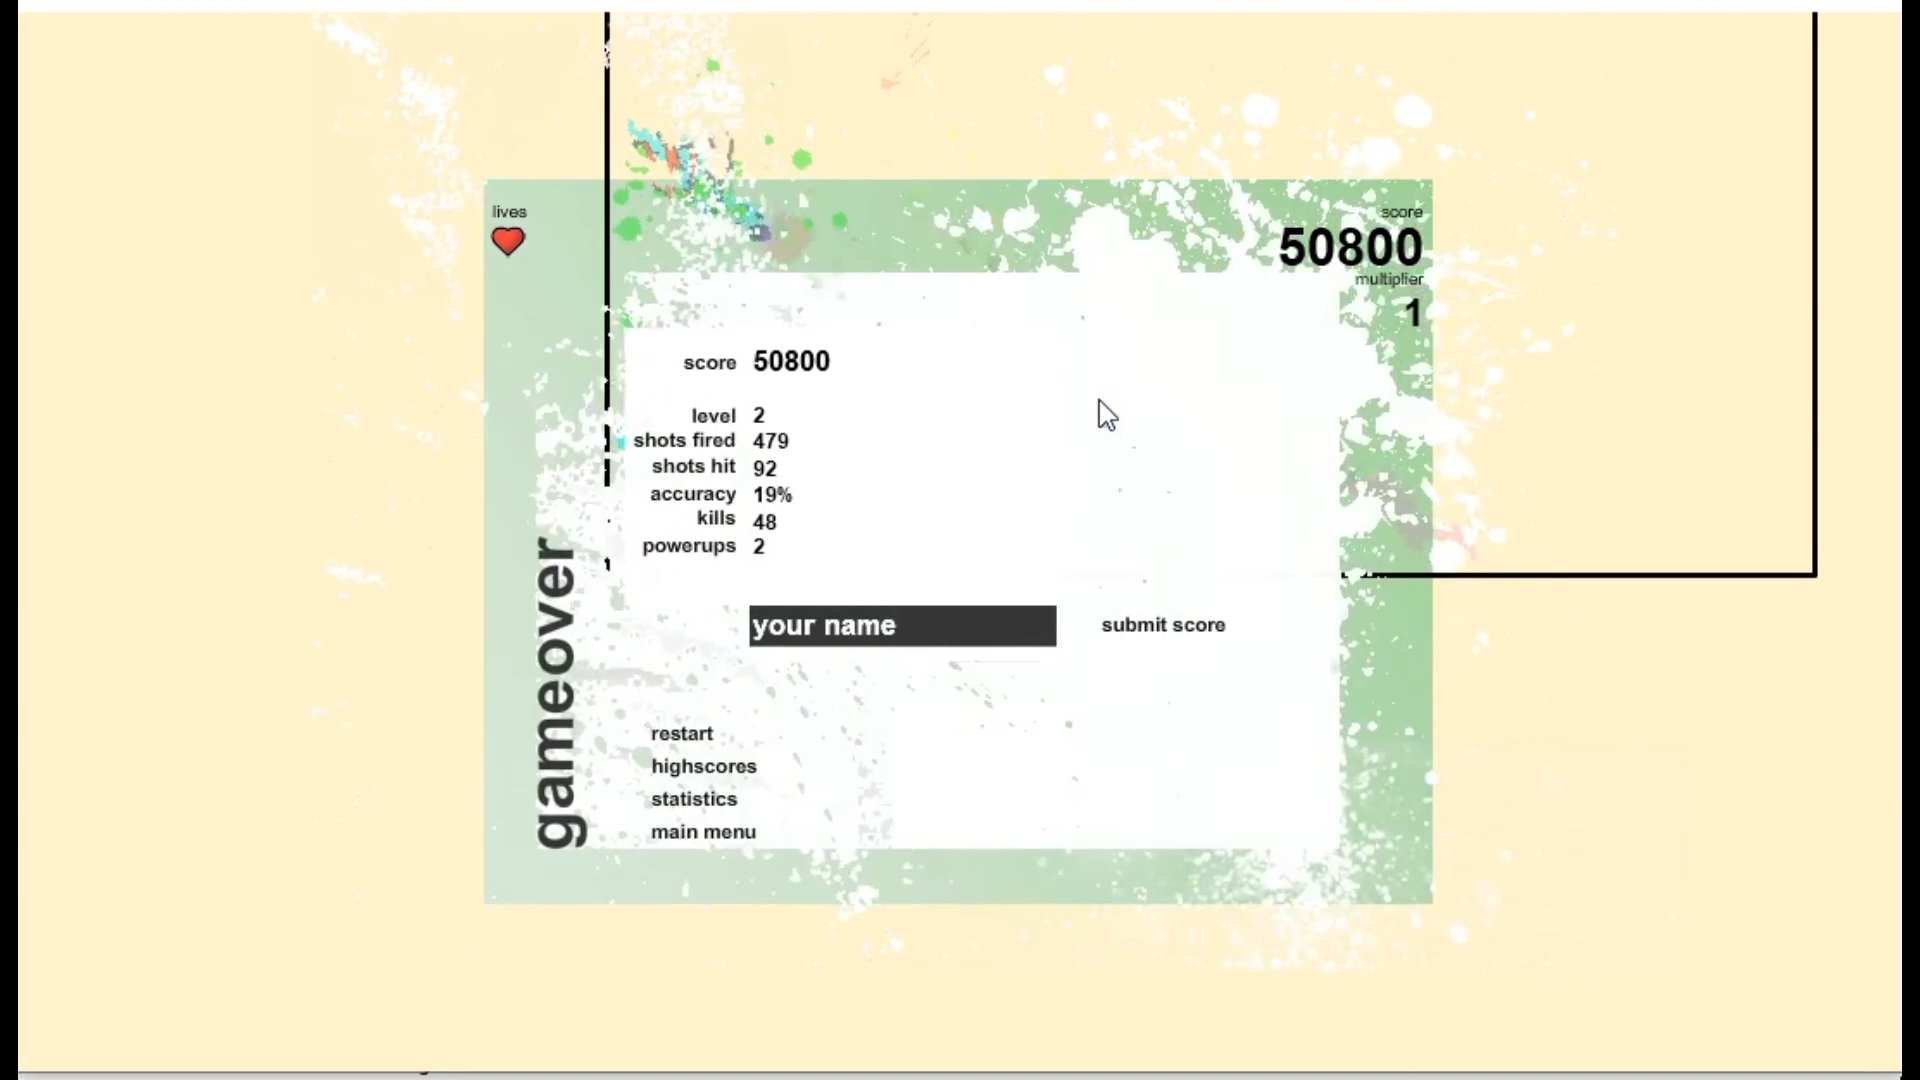 lives
score
50800
multiplier
1
score 50800
level 2
shots fired 479
shots hit 92
accuracy 19%
kills 48
powerups 2
your name
submit score
gameover
restart
highscores
statistics
main menu